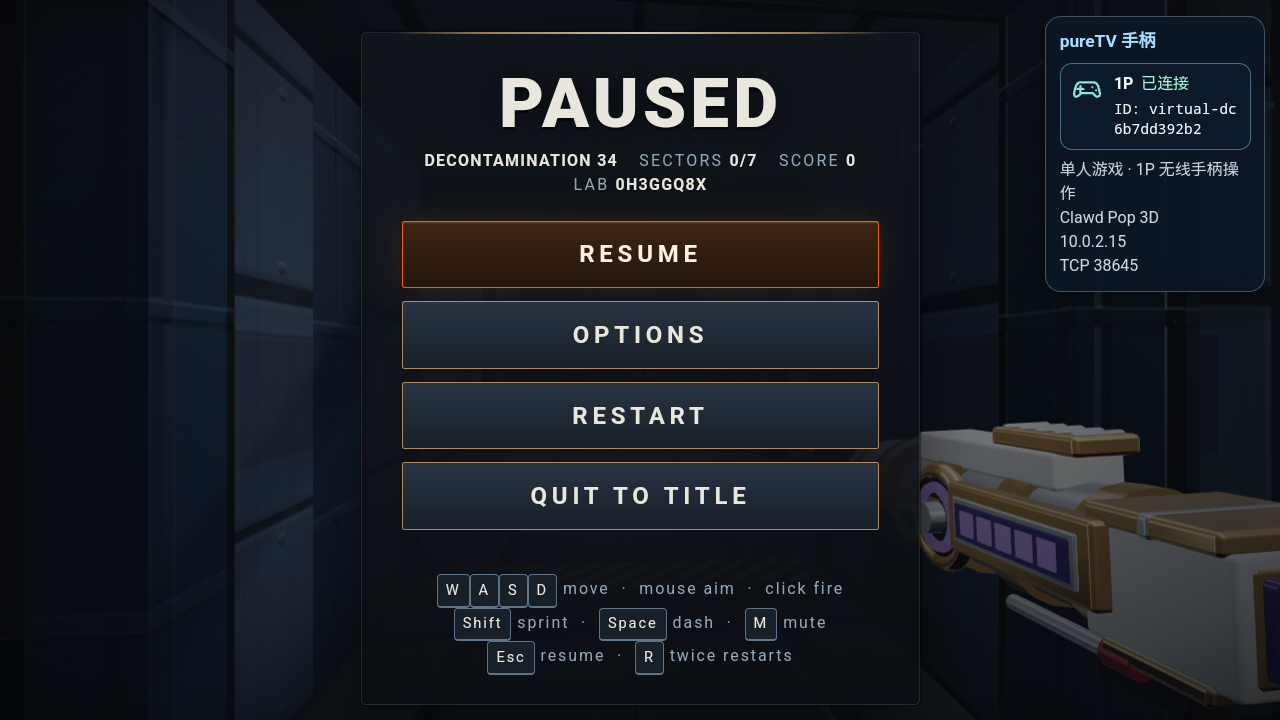 PAUSED
DECONTAMINATION 34 SECTORS 0/7 SCORE 0
LAB 0H3GGQ8X
RESUME
OPTIONS
RESTART
QUIT TO TITLE
W A S D move · mouse aim · click fire
Shift sprint · Space dash · M mute
Esc resume · R twice restarts
pureTV 手柄
1P 已连接
ID: virtual-dc
6b7dd392b2
单人游戏 · 1P 无线手柄操
作
Clawd Pop 3D
10.0.2.15
TCP 38645